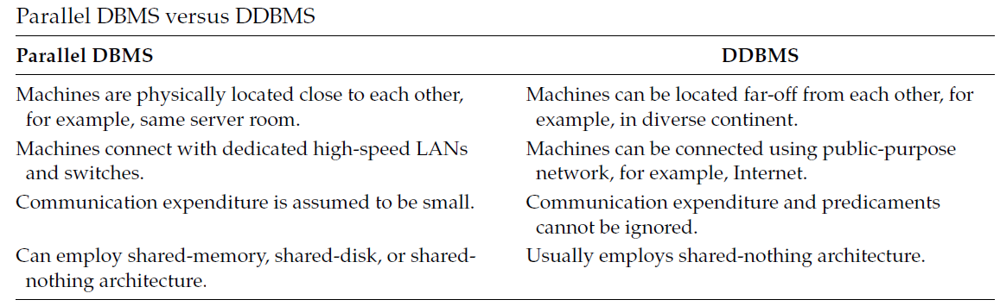 Parallel DBMS versus DDBMS
Parallel DBMS
DDBMS
Machines are physically located close to each other,
for example, same server room.
Machines can be located far-off from each other, for
example, in diverse continent.
Machines connect with dedicated high-speed LANs
and switches.
Machines can be connected using public-purpose
network, for example, Internet.
Communication expenditure is assumed to be small.
Communication expenditure and predicaments
cannot be ignored.
Can employ shared-memory, shared-disk, or shared-
nothing architecture.
Usually employs shared-nothing architecture.